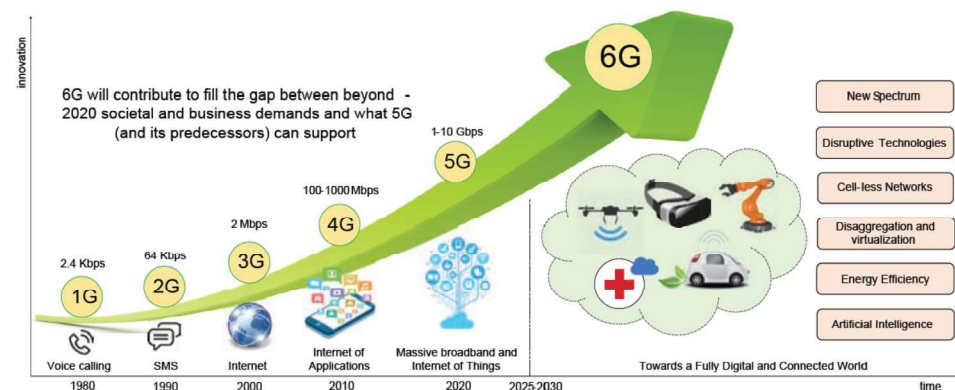 innovation
6G will contribute to fill the gap between beyond -
2020 societal and business demands and what 5G
(and its predecessors) can support
2.4 Kbps
1G
Voice calling
1980
64 Kbps
2G
SMS
1990
2 Mbps
3G
Internet
2000
100-1000 Mbps
4G
Internet of
Applications
2010
1-10 Gbps
5G
Massive broadband and
Internet of Things
2020
6G
Towards a Fully Digital and Connected World
2025-2030
time
New Spectrum
Disruptive Technologies
Cell-less Networks
Disaggregation and
virtualization
Energy Efficiency
Artificial Intelligence